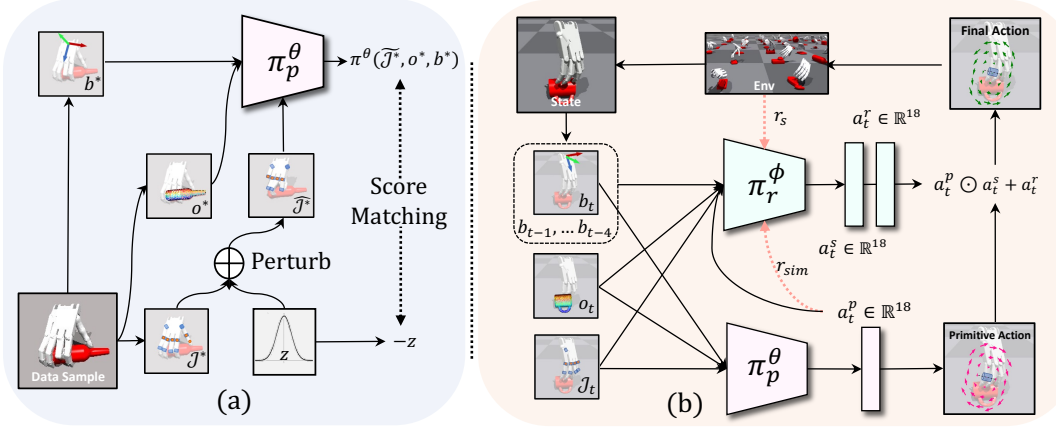 b*
π_p^θ
π^θ(𝒥̃*, o*, b*)
o*
𝒥̃*
Score
Matching
Perturb
Data Sample
𝒥*
z
−z
(a)
State
Env
Final Action
r_s
a_t^r ∈ ℝ^18
b_t
b_{t-1}, … b_{t-4}
π_r^ϕ
a_t^p ⊙ a_t^s + a_t^r
a_t^s ∈ ℝ^18
r_sim
o_t
a_t^p ∈ ℝ^18
𝒥_t
π_p^θ
Primitive Action
(b)